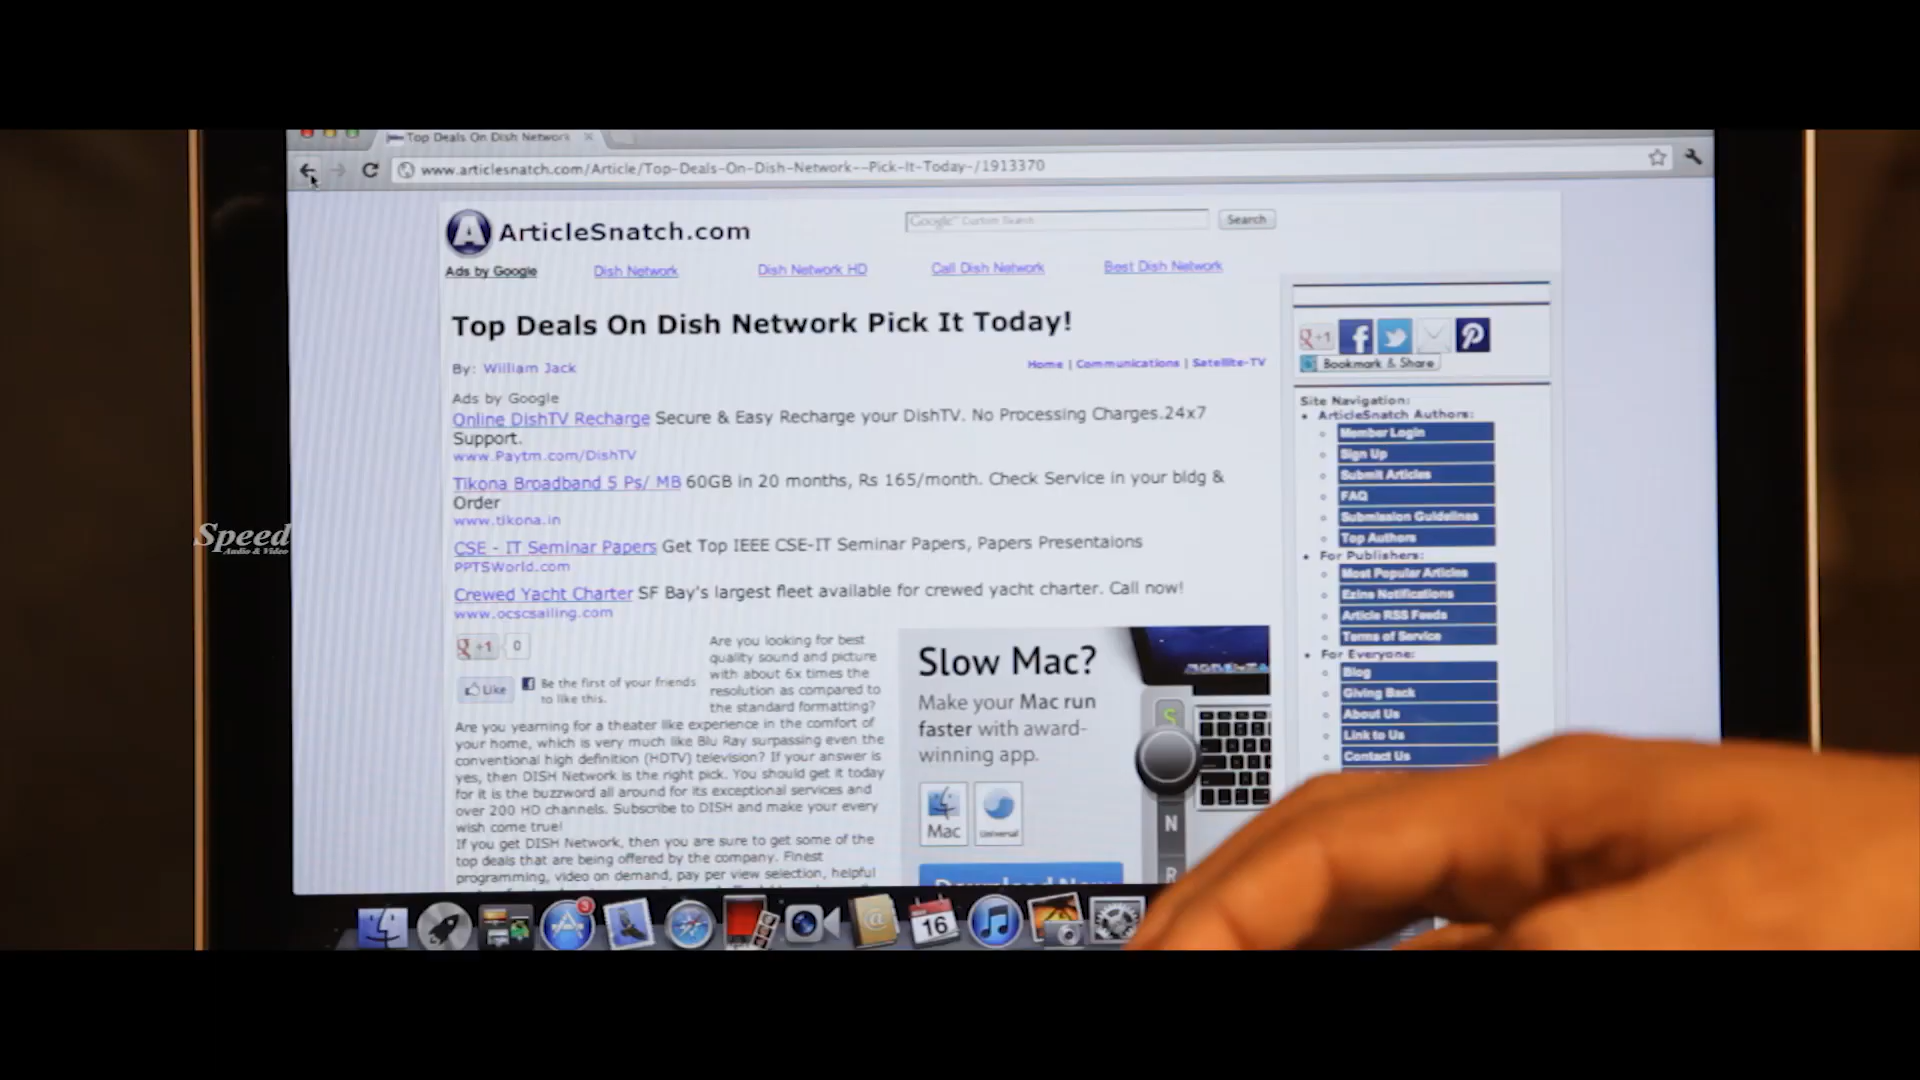 Top Deals On Dish Network
www.articlesnatch.com/Article/Top-Deals-On-Dish-Network--Pick-It-Today-/1913370
ArticleSnatch.com
Google Custom Search
Search
Ads by Google
Dish Network
Dish Network HD
Call Dish Network
Best Dish Network
Top Deals On Dish Network Pick It Today!
By: William Jack
Home | Communications | Satellite-TV
Ads by Google
Online DishTV Recharge Secure & Easy Recharge your DishTV. No Processing Charges.24x7
Support.
www.Paytm.com/DishTV
Tikona Broadband 5 Ps/ MB 60GB in 20 months, Rs 165/month. Check Service in your bldg &
Order
www.tikona.in
CSE - IT Seminar Papers Get Top IEEE CSE-IT Seminar Papers, Papers Presentaions
PPTSWorld.com
Crewed Yacht Charter SF Bay's largest fleet available for crewed yacht charter. Call now!
www.ocscsailing.com
+1
0
Like
Be the first of your friends
to like this.
Are you looking for best
quality sound and picture
with about 6x times the
resolution as compared to
the standard formatting?
Are you yearning for a theater like experience in the comfort of
your home, which is very much like Blu Ray surpassing even the
conventional high definition (HDTV) television? If your answer is
yes, then DISH Network is the right pick. You should get it today
for it is the buzzword all around for its exceptional services and
over 200 HD channels. Subscribe to DISH and make your every
wish come true!
If you get DISH Network, then you are sure to get some of the
top deals that are being offered by the company. Finest
programming, video on demand, pay per view selection, helpful
Slow Mac?
Make your Mac run
faster with award-
winning app.
Mac
Universal
S
N
R
Download Now
g +1
Bookmark & Share
Site Navigation:
ArticleSnatch Authors:
Member Login
Sign Up
Submit Articles
FAQ
Submission Guidelines
Top Authors
For Publishers:
Most Popular Articles
Ezine Notifications
Article RSS Feeds
Terms of Service
For Everyone:
Blog
Giving Back
About Us
Link to Us
Contact Us
3
16
Speed
Audio & Video